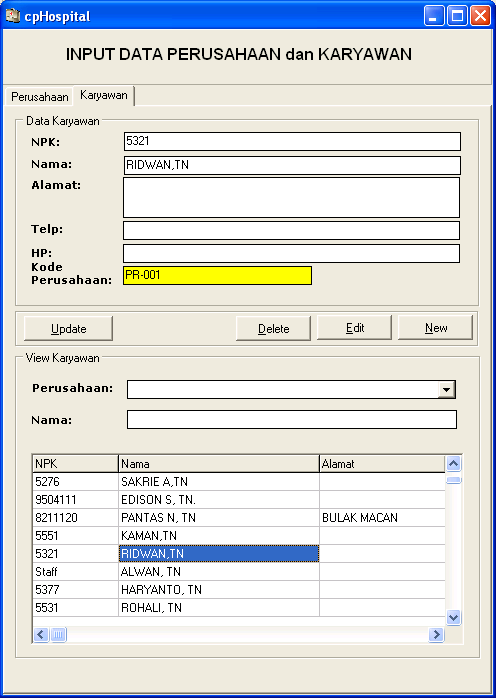 cpHospital
INPUT DATA PERUSAHAAN dan KARYAWAN
Perusahaan Karyawan
Data Karyawan
NPK: 5321
Nama: RIDWAN,TN
Alamat:
Telp:
HP:
Kode
Perusahaan: PR-001
Update Delete Edit New
View Karyawan
Perusahaan:
Nama:
NPK Nama Alamat
5276 SAKRIE A,TN
9504111 EDISON S, TN.
8211120 PANTAS N, TN BULAK MACAN
5551 KAMAN,TN
5321 RIDWAN,TN
Staff ALWAN, TN
5377 HARYANTO, TN
5531 ROHALI, TN